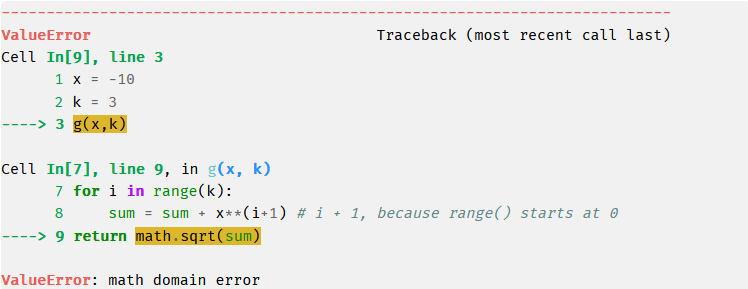 ---------------------------------------------------------------------------
ValueError                                Traceback (most recent call last)
Cell In[9], line 3
      1 x = -10
      2 k = 3
----> 3 g(x,k)

Cell In[7], line 9, in g(x, k)
      7 for i in range(k):
      8     sum = sum + x**(i+1) # i + 1, because range() starts at 0
----> 9 return math.sqrt(sum)

ValueError: math domain error